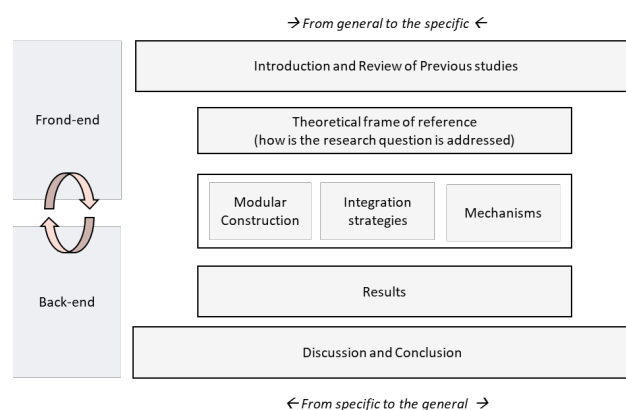 → From general to the specific ←
Introduction and Review of Previous studies
Frond-end
Theoretical frame of reference
(how is the research question is addressed)
Modular
Construction
Integration
strategies
Mechanisms
Back-end
Results
Discussion and Conclusion
← From specific to the general →